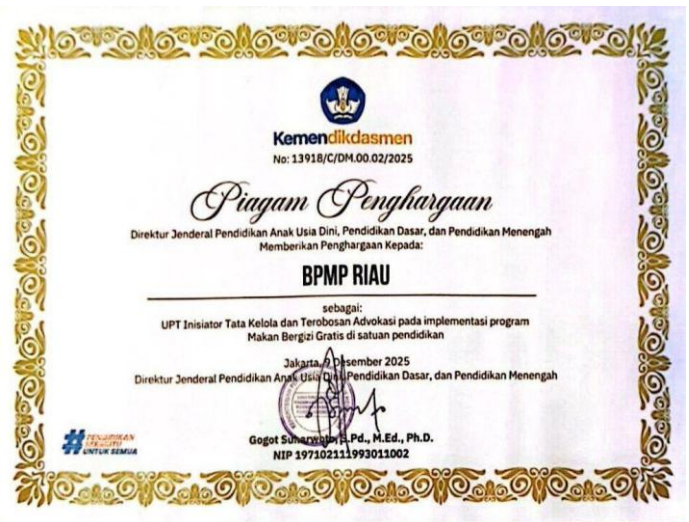 Kemendikdasmen
No: 13918/C/DM.00.02/2025
Piagam Penghargaan
Direktur Jenderal Pendidikan Anak Usia Dini, Pendidikan Dasar, dan Pendidikan Menengah
Memberikan Penghargaan Kepada:
BPMP RIAU
sebagai:
UPT Inisiator Tata Kelola dan Terobosan Advokasi pada implementasi program
Makan Bergizi Gratis di satuan pendidikan
Jakarta, 9 Desember 2025
Direktur Jenderal Pendidikan Anak Usia Dini, Pendidikan Dasar, dan Pendidikan Menengah
Gogot Suharwoto, S.Pd., M.Ed., Ph.D.
NIP 197102111993011002
#PENDIDIKAN
BERMUTU
UNTUK SEMUA